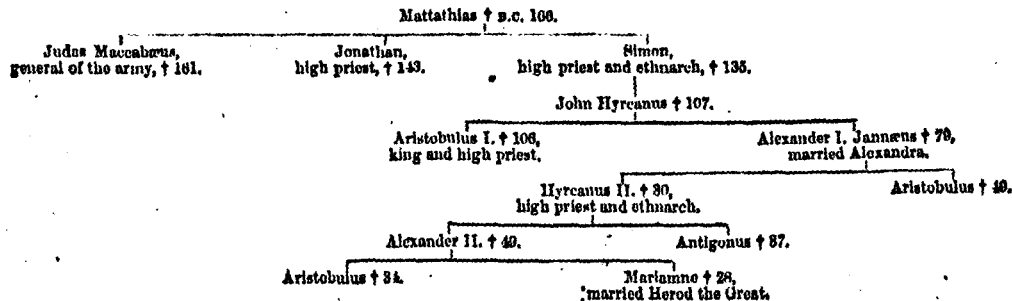 Mattathias † B.C. 166.
Judas Maccabæus,
general of the army, † 161.
Jonathan,
high priest, † 143.
Simon,
high priest and ethnarch, † 135.
John Hyrcanus † 107.
Aristobulus I. † 106,
king and high priest.
Alexander I. Jannæus † 79,
married Alexandra.
Hyrcanus II. † 30,
high priest and ethnarch.
Aristobulus † 49.
Alexander II. † 49.
Antigonus † 37.
Aristobulus † 34.
Mariamne † 28,
married Herod the Great.